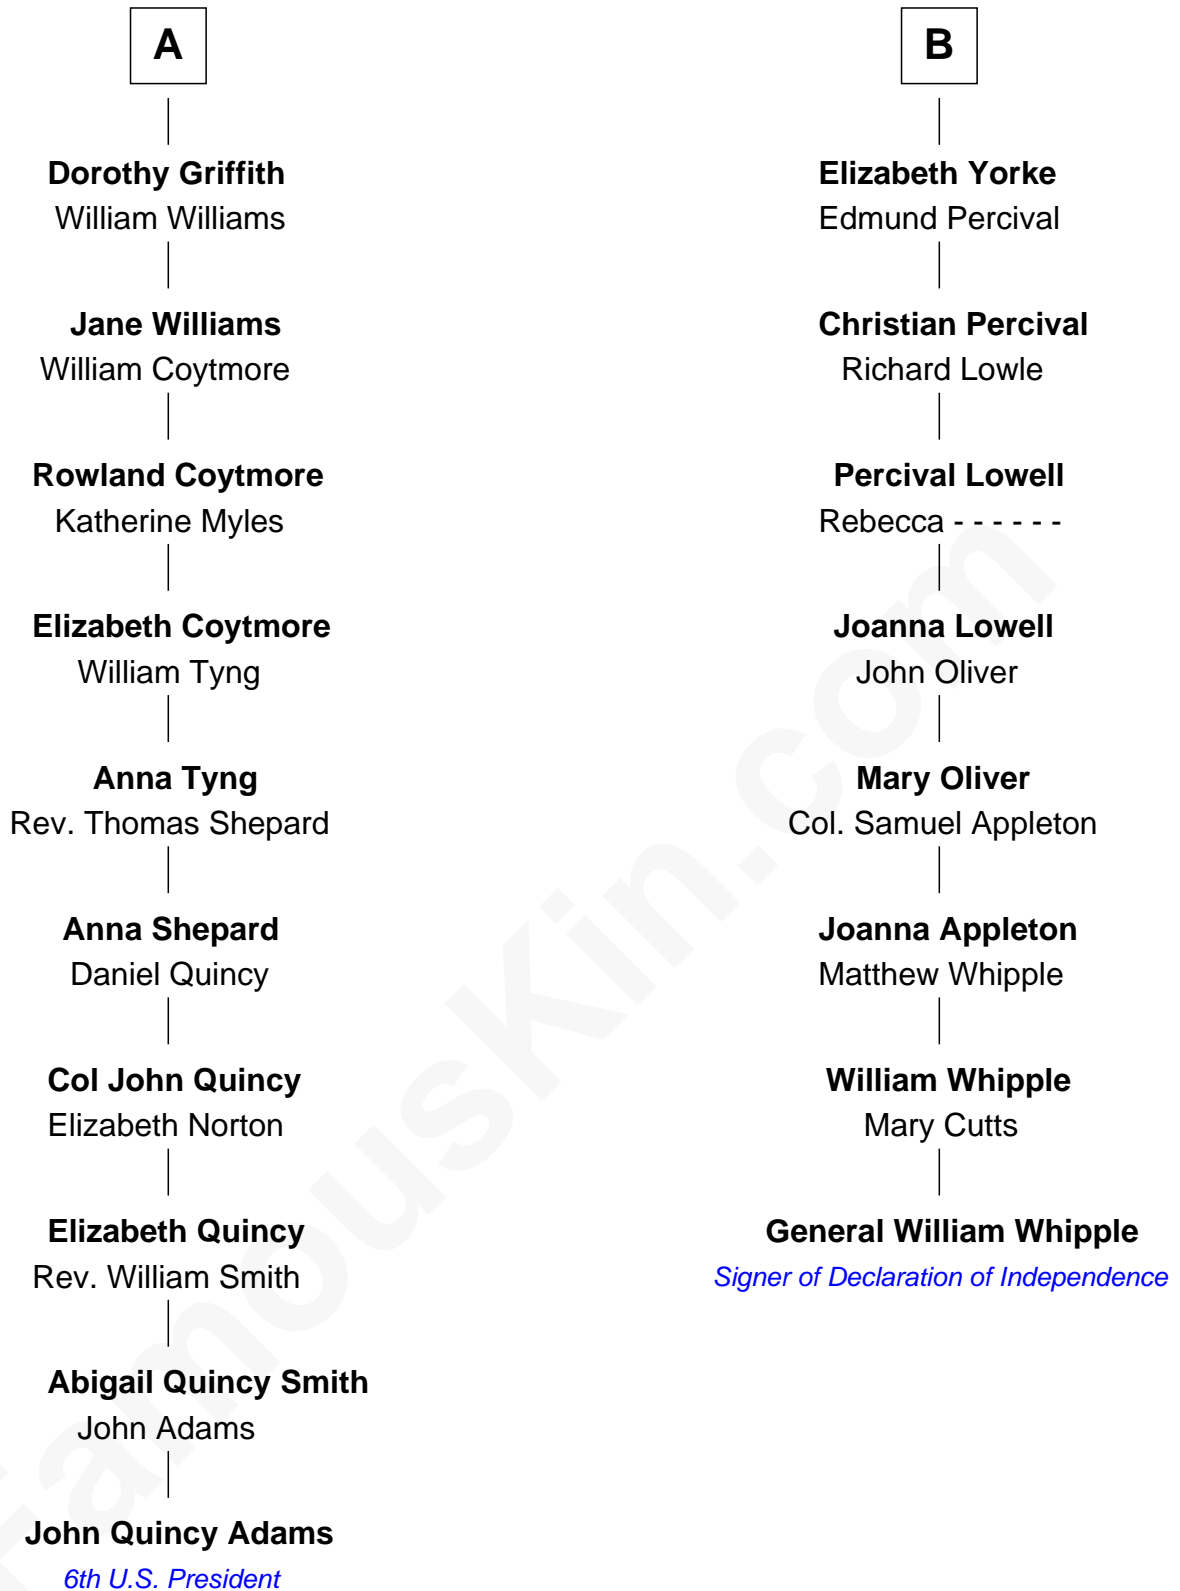 A
Dorothy Griffith
William Williams
Jane Williams
William Coytmore
Rowland Coytmore
Katherine Myles
Elizabeth Coytmore
William Tyng
Anna Tyng
Rev. Thomas Shepard
Anna Shepard
Daniel Quincy
Col John Quincy
Elizabeth Norton
Elizabeth Quincy
Rev. William Smith
Abigail Quincy Smith
John Adams
John Quincy Adams
6th U.S. President
B
Elizabeth Yorke
Edmund Percival
Christian Percival
Richard Lowle
Percival Lowell
Rebecca - - - - - -
Joanna Lowell
John Oliver
Mary Oliver
Col. Samuel Appleton
Joanna Appleton
Matthew Whipple
William Whipple
Mary Cutts
General William Whipple
Signer of Declaration of Independence
FamousKin.com